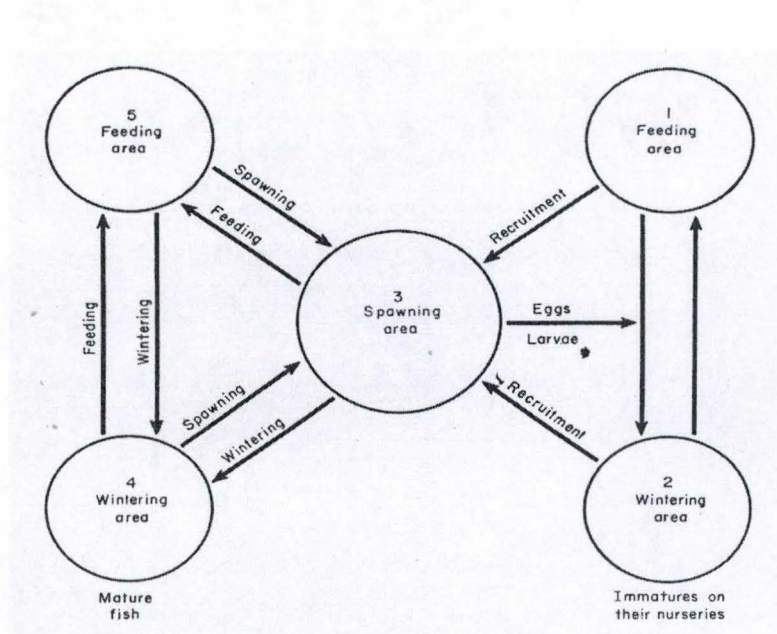 5
Feeding
area
1
Feeding
area
Spawning
Feeding
Recruitment
3
Spawning
area
Eggs
Larvae
Feeding
Wintering
Spawning
Wintering
Recruitment
4
Wintering
area
2
Wintering
area
Mature
fish
Immatures on
their nurseries